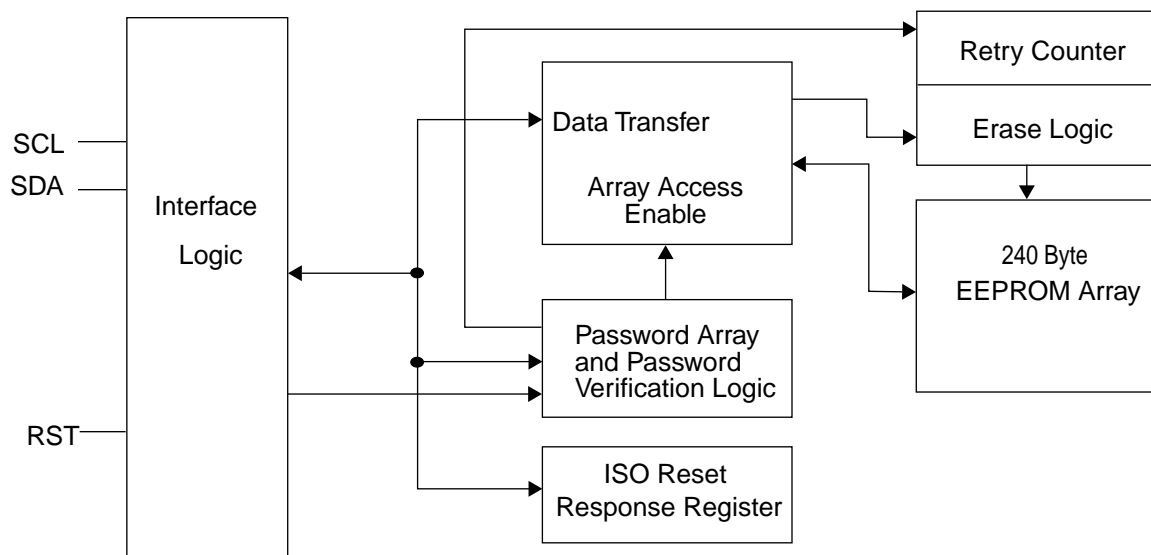 SCL
SDA
RST
Interface
Logic
Data Transfer
Array Access
Enable
Password Array
and Password
Verification Logic
ISO Reset
Response Register
Retry Counter
Erase Logic
240 Byte
EEPROM Array